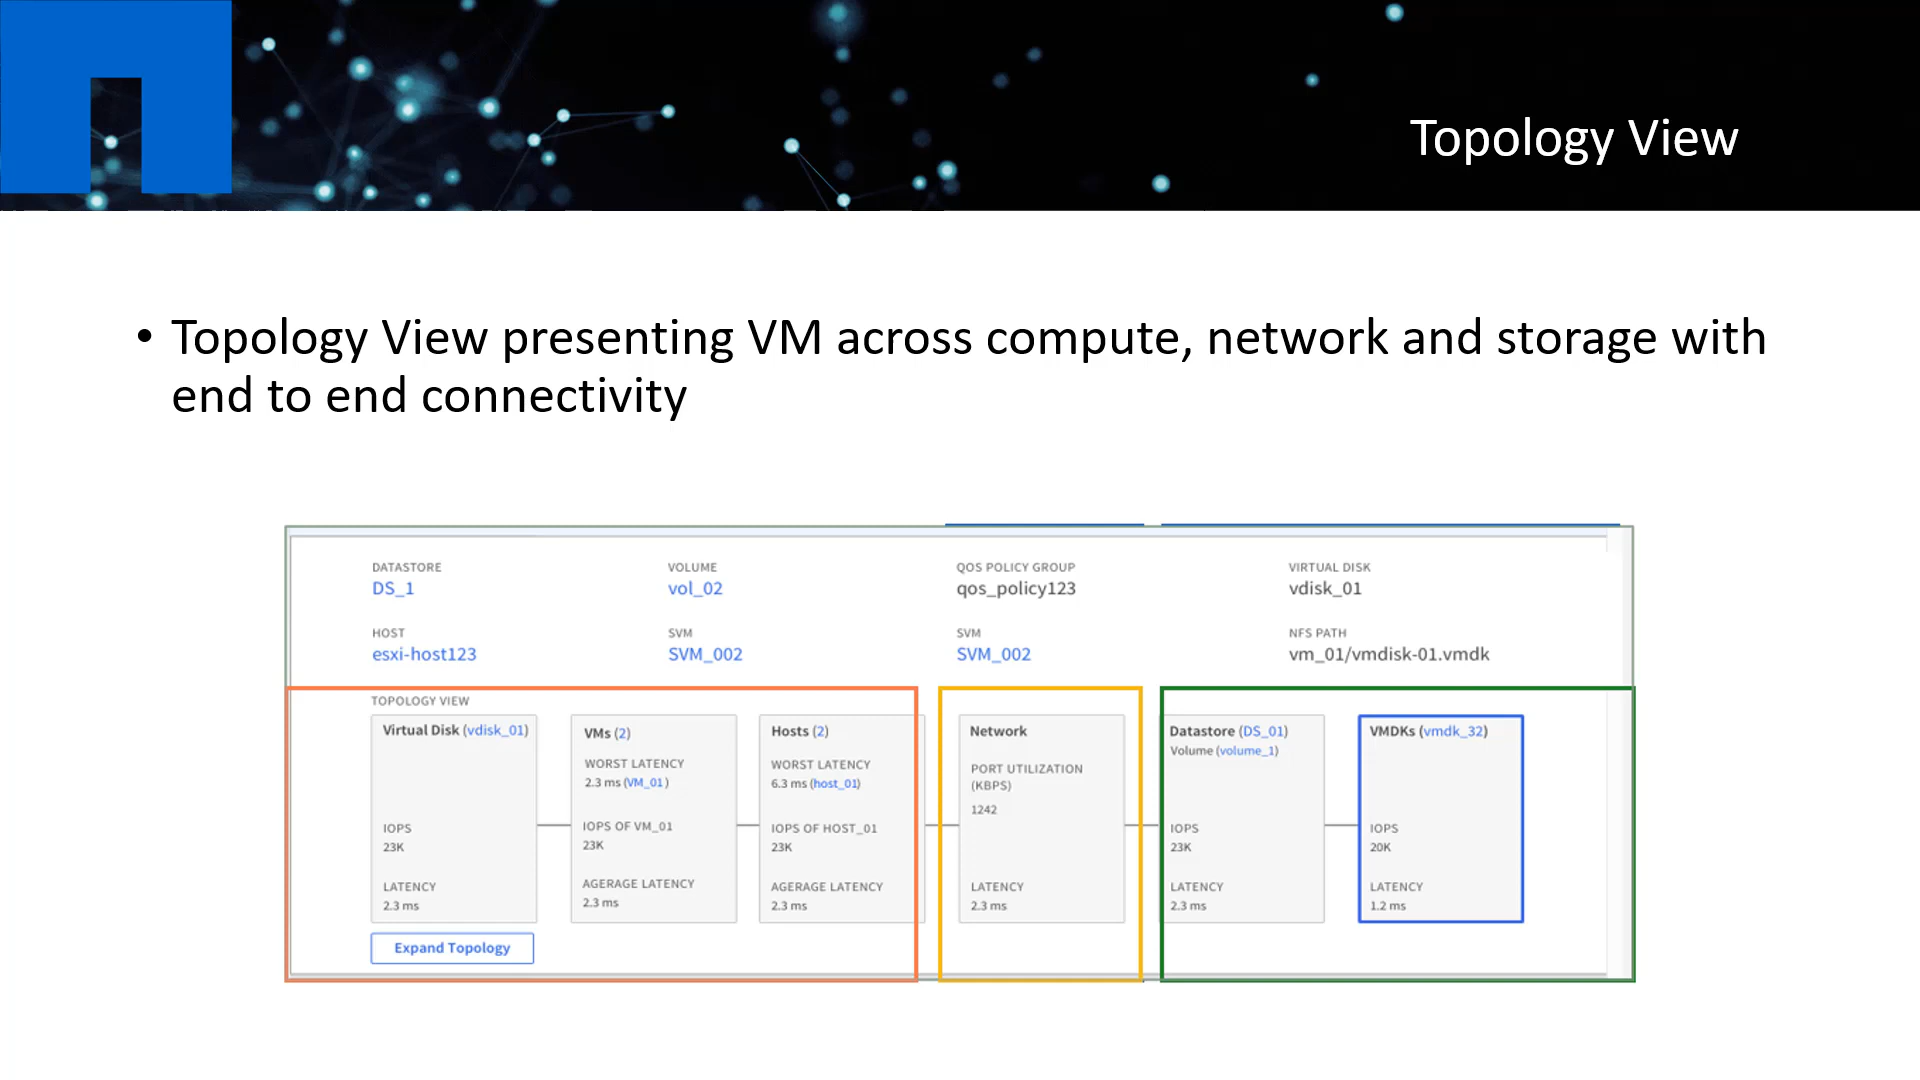 Topology View
• Topology View presenting VM across compute, network and storage with
end to end connectivity
DATASTORE
DS_1
VOLUME
vol_02
QOS POLICY GROUP
qos_policy123
VIRTUAL DISK
vdisk_01
HOST
esxi-host123
SVM
SVM_002
SVM
SVM_002
NFS PATH
vm_01/vmdisk-01.vmdk
TOPOLOGY VIEW
Virtual Disk (vdisk_01)
IOPS
23K
LATENCY
2.3 ms
VMs (2)
WORST LATENCY
2.3 ms (VM_01 )
IOPS OF VM_01
23K
AGERAGE LATENCY
2.3 ms
Hosts (2)
WORST LATENCY
6.3 ms (host_01)
IOPS OF HOST_01
23K
AGERAGE LATENCY
2.3 ms
Network
PORT UTILIZATION
(KBPS)
1242
LATENCY
2.3 ms
Datastore (DS_01)
Volume (volume_1)
IOPS
23K
LATENCY
2.3 ms
VMDKs (vmdk_32)
IOPS
20K
LATENCY
1.2 ms
Expand Topology